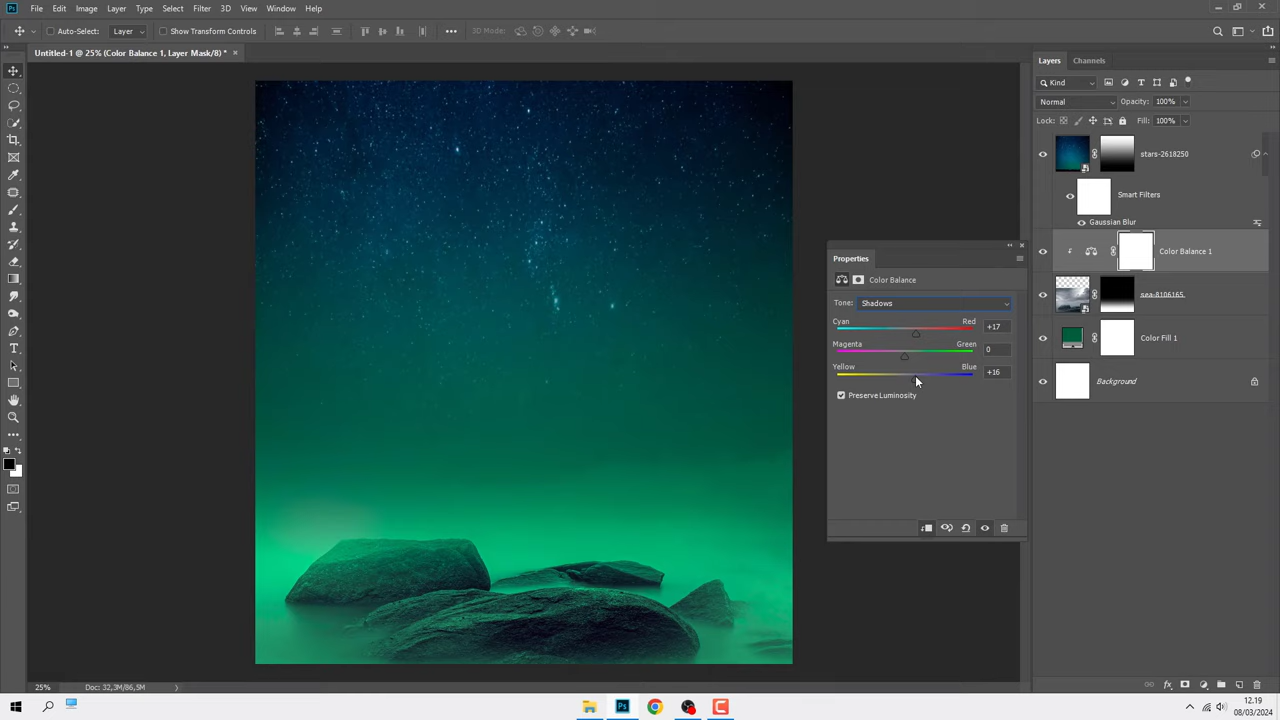 Ps File Edit Image Layer Type Select Filter 3D View Window Help
Auto-Select: Layer Show Transform Controls 3D Mode:
Untitled-1 @ 25% (Color Balance 1, Layer Mask/8) *
Layers Channels
Kind
Normal Opacity: 100%
Lock: Fill: 100%
stars-2618250
Smart Filters
Gaussian Blur
Color Balance 1
sea-8106165
Color Fill 1
Background
Properties
Color Balance
Tone: Shadows
Cyan Red +17
Magenta Green 0
Yellow Blue +16
Preserve Luminosity
25% Doc: 32,3M/86,5M
Ps
12.19
08/03/2024